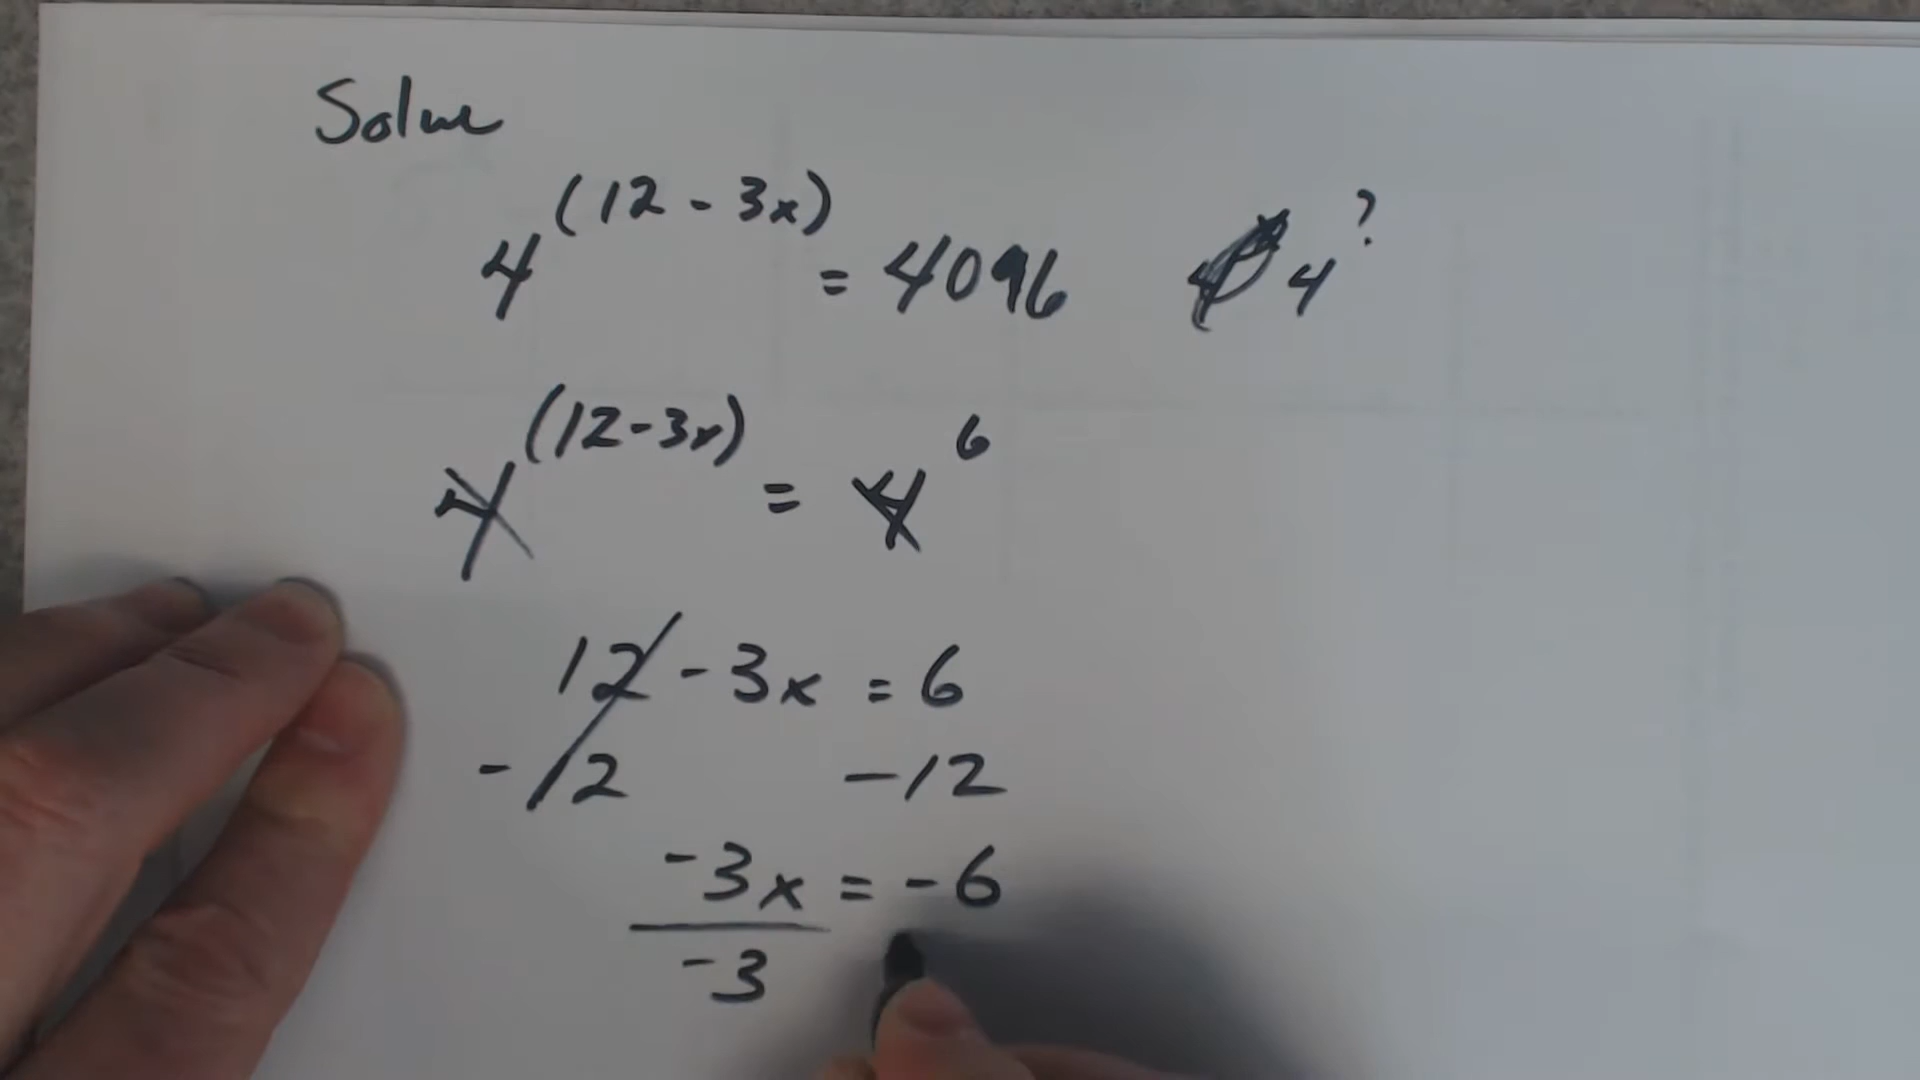 Solve
4^(12 - 3x) = 4096 4^?
4^(12-3x) = 4^6
12 - 3x = 6
-12 -12
-3x = -6
-3